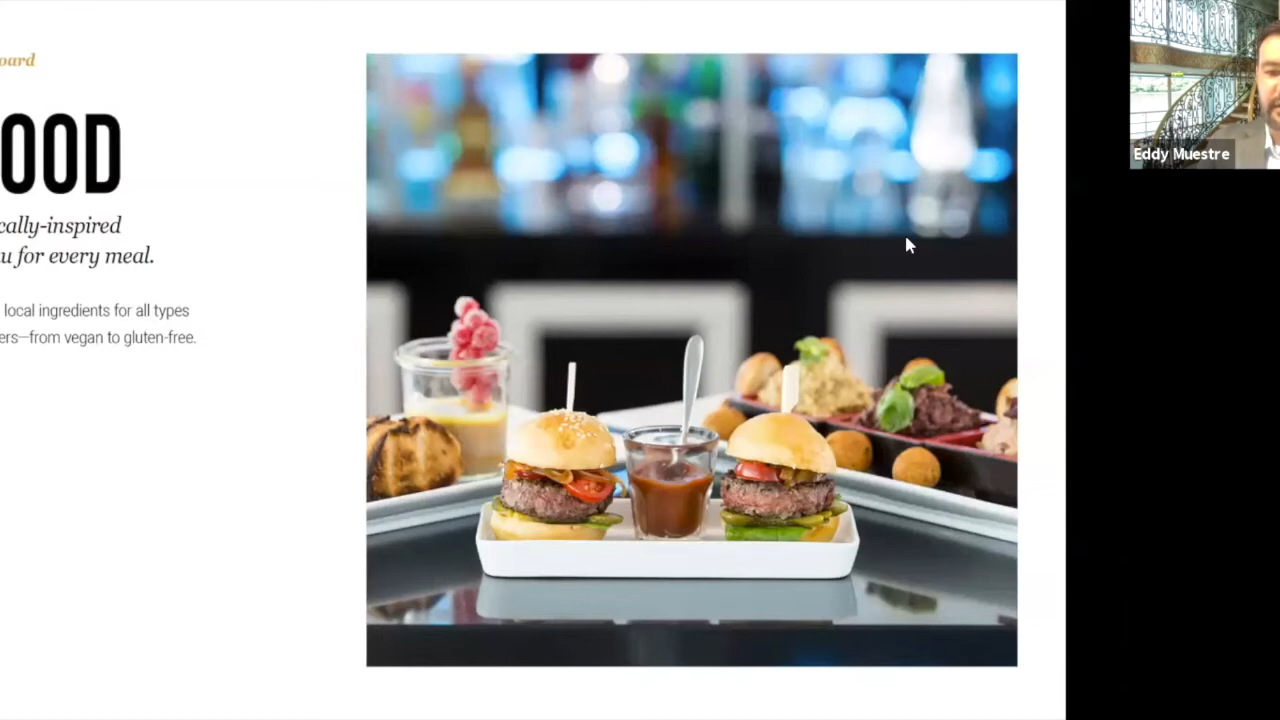 oard
OOD
cally-inspired
u for every meal.
local ingredients for all types
ers—from vegan to gluten-free.
Eddy Muestre